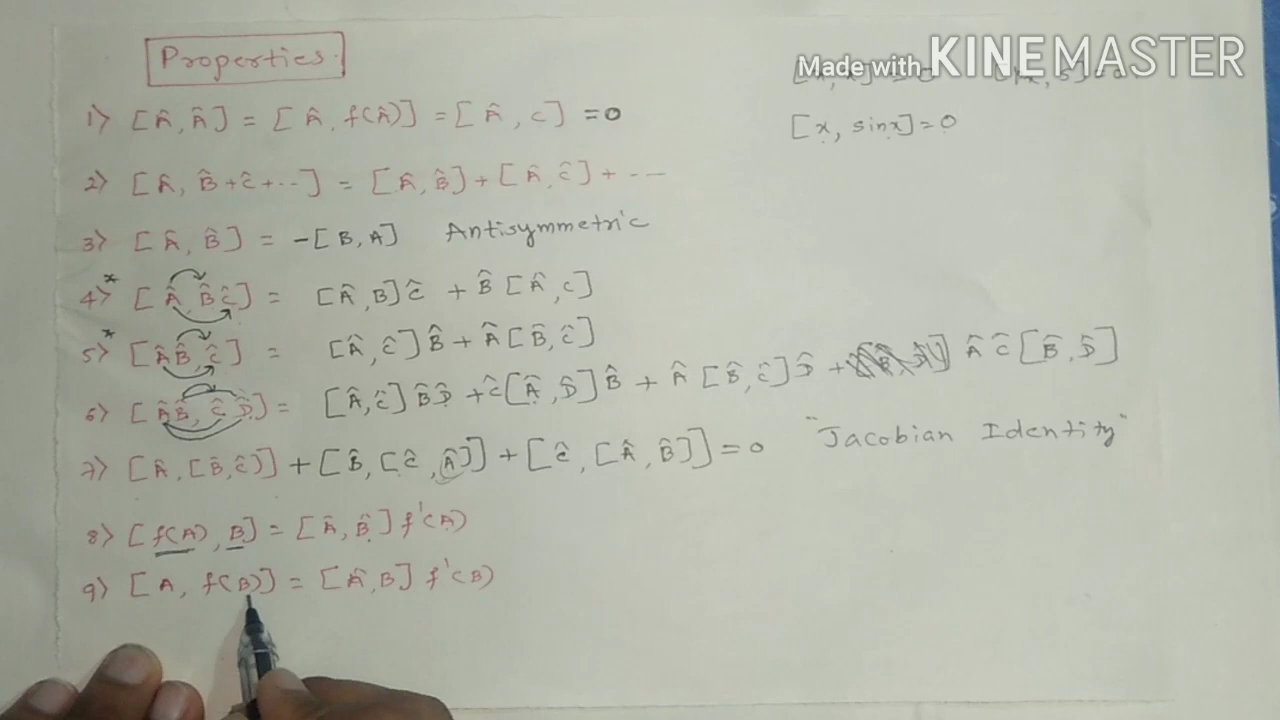 Properties.
Made with KINEMASTER
1) [Â, Â] = [Â, f(Â)] = [Â, c] = 0
[x, sinx] = 0
2) [Â, B̂+Ĉ+...] = [Â, B̂] + [Â, Ĉ] + ---
3) [Â, B̂] = -[B, A] Antisymmetric
4)* [Â, B̂Ĉ] = [Â, B]Ĉ + B̂[Â, C]
5)* [ÂB̂, Ĉ] = [Â, Ĉ]B̂ + Â[B̂, Ĉ]
6) [ÂB̂, ĈD̂] = [Â, Ĉ]B̂D̂ + Ĉ[Â, D̂]B̂ + Â[B̂, Ĉ]D̂ + ÂĈ[B̂, D̂]
7) [Â, [B̂, Ĉ]] + [B̂, [Ĉ, Â]] + [Ĉ, [Â, B̂]] = 0 "Jacobian Identity"
8) [f(A), B] = [Â, B̂] f'(A)
9) [A, f(B)] = [Â, B] f'(B)